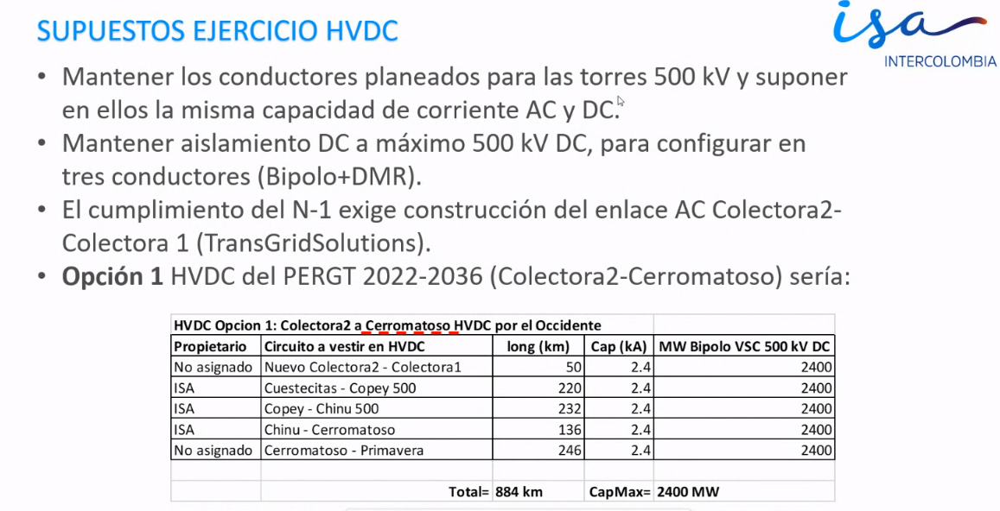 SUPUESTOS EJERCICIO HVDC
isa
INTERCOLOMBIA
• Mantener los conductores planeados para las torres 500 kV y suponer
en ellos la misma capacidad de corriente AC y DC.
• Mantener aislamiento DC a máximo 500 kV DC, para configurar en
tres conductores (Bipolo+DMR).
• El cumplimiento del N-1 exige construcción del enlace AC Colectora2-
Colectora 1 (TransGridSolutions).
• Opción 1 HVDC del PERGT 2022-2036 (Colectora2-Cerromatoso) sería:
HVDC Opcion 1: Colectora2 a Cerromatoso HVDC por el Occidente
Propietario Circuito a vestir en HVDC long (km) Cap (kA) MW Bipolo VSC 500 kV DC
No asignado Nuevo Colectora2 - Colectora1 50 2.4 2400
ISA Cuestecitas - Copey 500 220 2.4 2400
ISA Copey - Chinu 500 232 2.4 2400
ISA Chinu - Cerromatoso 136 2.4 2400
No asignado Cerromatoso - Primavera 246 2.4 2400
Total= 884 km CapMax= 2400 MW